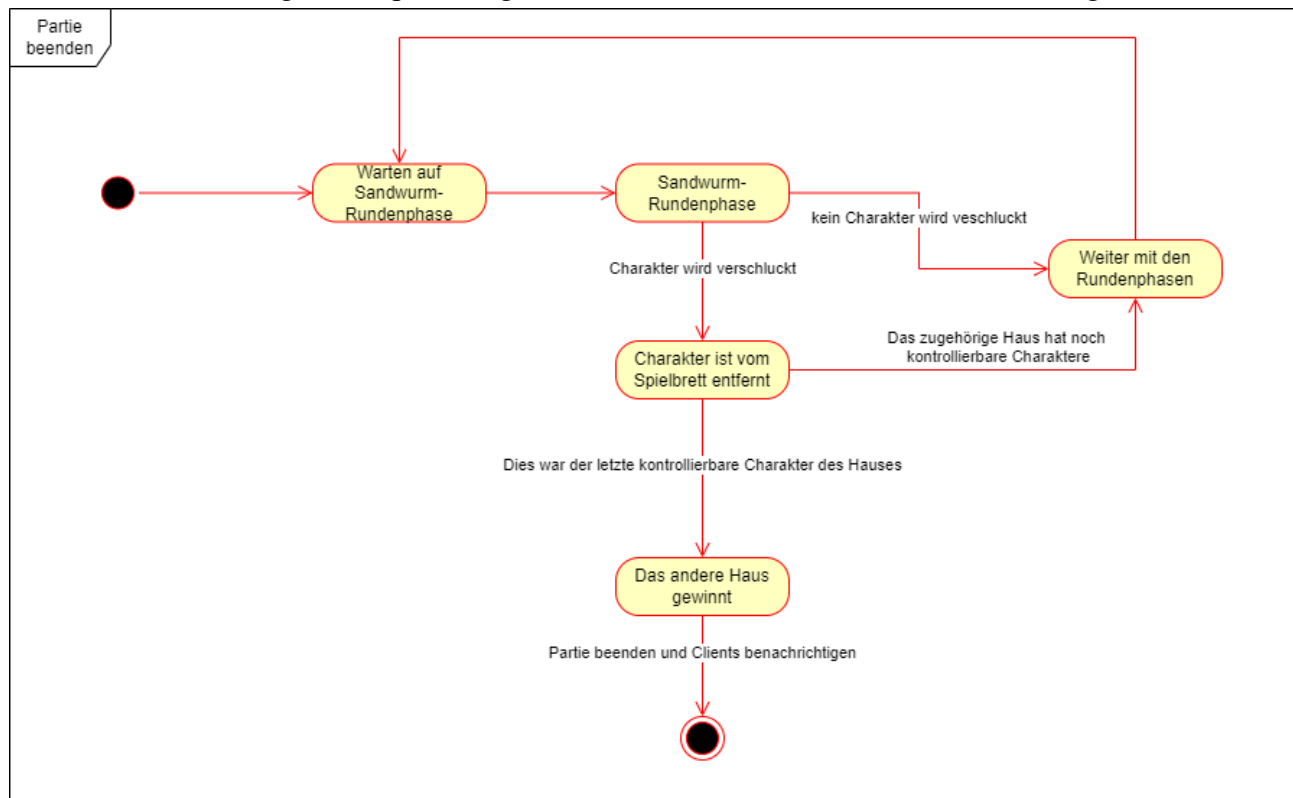 Partie
beenden
Warten auf
Sandwurm-
Rundenphase
Sandwurm-
Rundenphase
kein Charakter wird veschluckt
Weiter mit den
Rundenphasen
Charakter wird verschluckt
Das zugehörige Haus hat noch
kontrollierbare Charaktere
Charakter ist vom
Spielbrett entfernt
Dies war der letzte kontrollierbare Charakter des Hauses
Das andere Haus
gewinnt
Partie beenden und Clients benachrichtigen